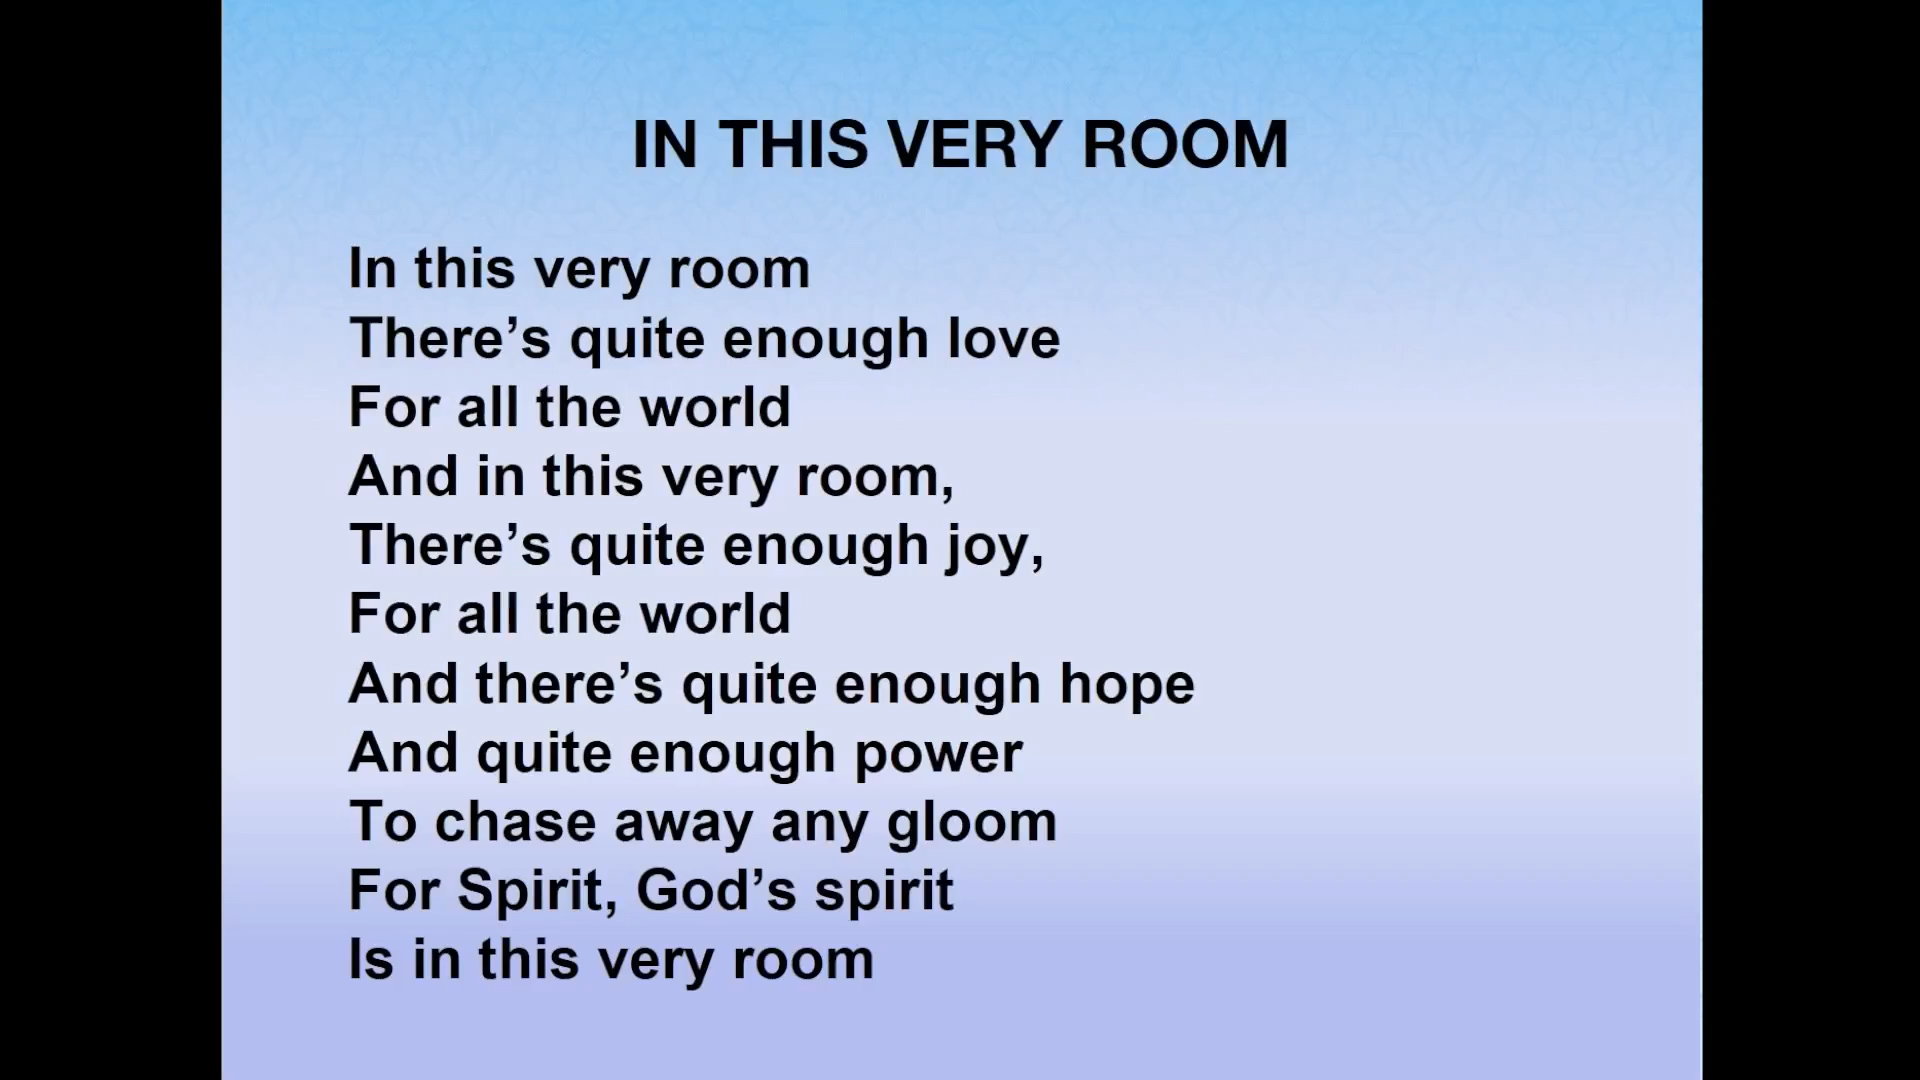 IN THIS VERY ROOM
In this very room
There’s quite enough love
For all the world
And in this very room,
There’s quite enough joy,
For all the world
And there’s quite enough hope
And quite enough power
To chase away any gloom
For Spirit, God’s spirit
Is in this very room